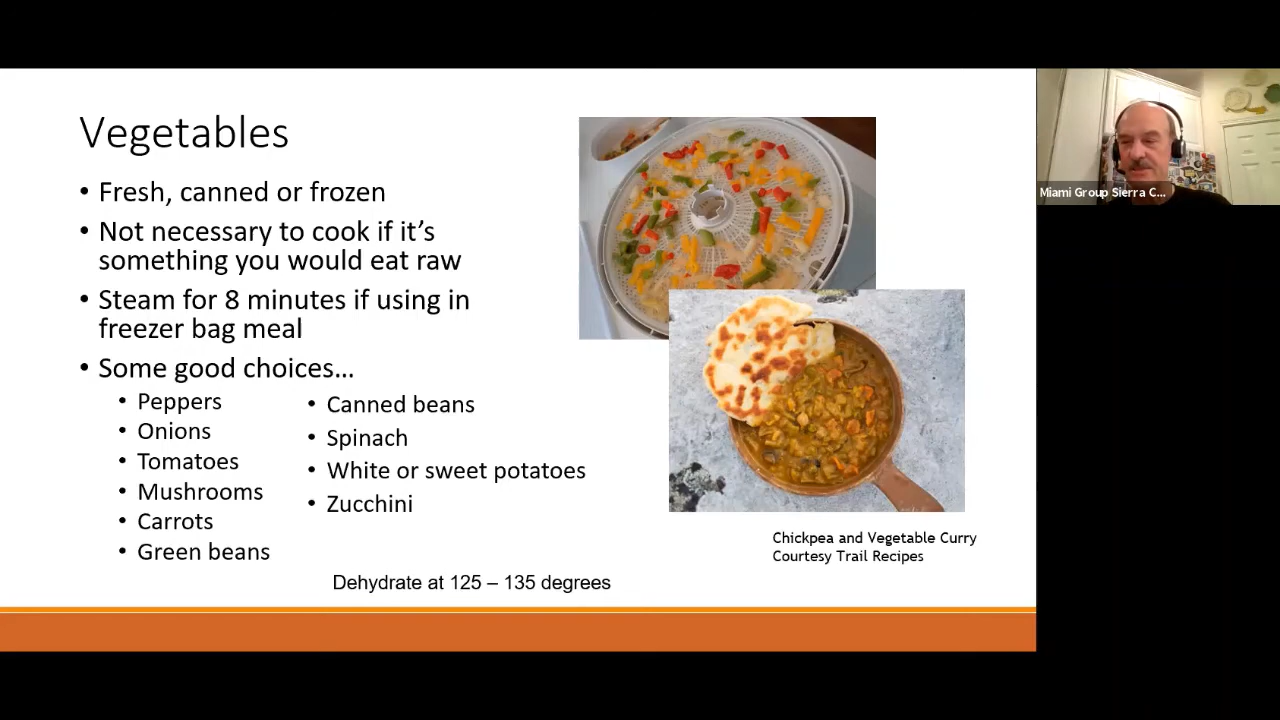 Vegetables
• Fresh, canned or frozen
• Not necessary to cook if it’s
something you would eat raw
• Steam for 8 minutes if using in
freezer bag meal
• Some good choices…
• Peppers
• Onions
• Tomatoes
• Mushrooms
• Carrots
• Green beans
• Canned beans
• Spinach
• White or sweet potatoes
• Zucchini
Chickpea and Vegetable Curry
Courtesy Trail Recipes
Dehydrate at 125 – 135 degrees
Miami Group Sierra C...